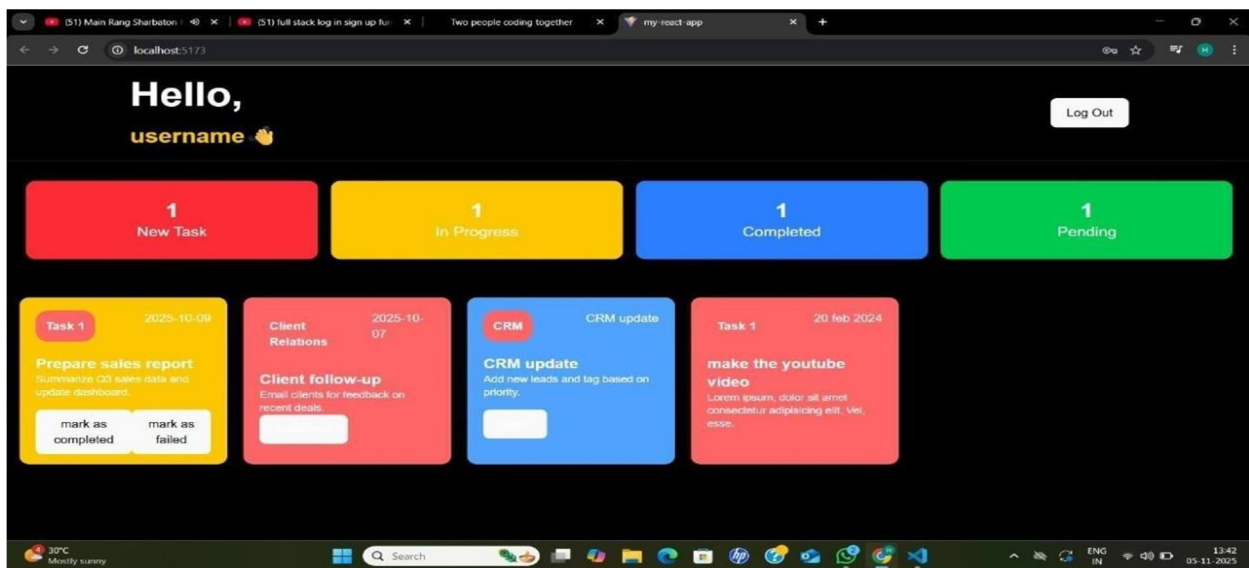 (51) Main Rang Sharbaton
(51) full stack log in sign up fun
Two people coding together
my-react-app
localhost:5173
H
Hello,
Log Out
username 👋
1
New Task
1
In Progress
1
Completed
1
Pending
Task 1
2025-10-09
Prepare sales report
Summarize Q3 sales data and
update dashboard.
mark as
completed
mark as
failed
Client
Relations
2025-10-
07
Client follow-up
Email clients for feedback on
recent deals.
CRM
CRM update
CRM update
Add new leads and tag based on
priority.
Task 1
20 feb 2024
make the youtube
video
Lorem ipsum, dolor sit amet
consectetur adipisicing elit. Vel,
esse.
4
30°C
Mostly sunny
Search
hp
ENG
IN
13:42
05-11-2025